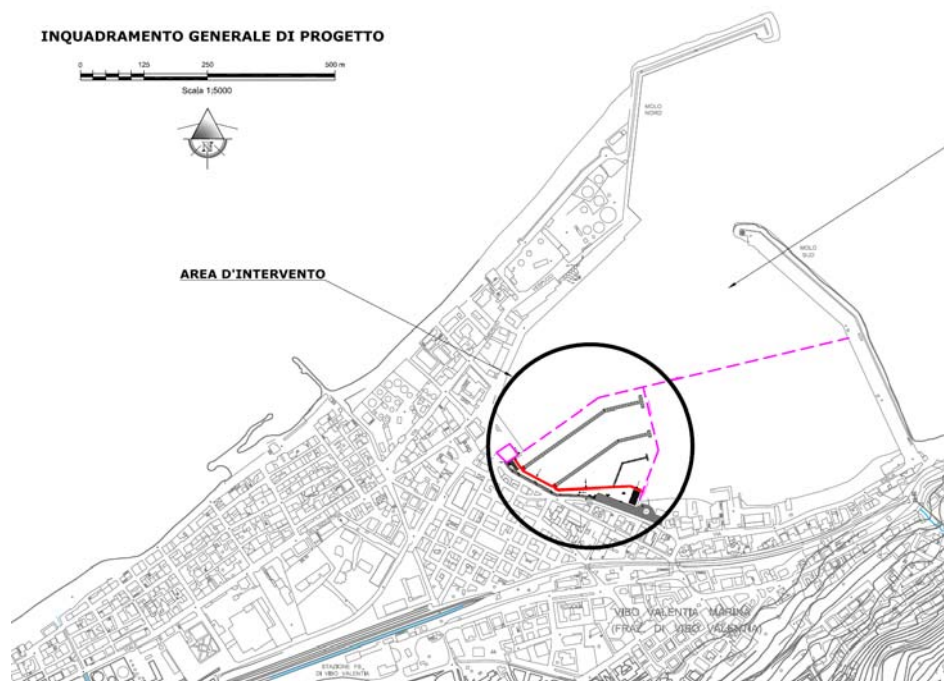 INQUADRAMENTO GENERALE DI PROGETTO
0 125 250 500 m
Scala 1:5000
N
MOLO
NORD
MOLO
SUD
AREA D'INTERVENTO
VIBO VALENTIA MARINA
(FRAZ. DI VIBO VALENTIA)
STAZIONE FS
DI VIBO VALENTIA